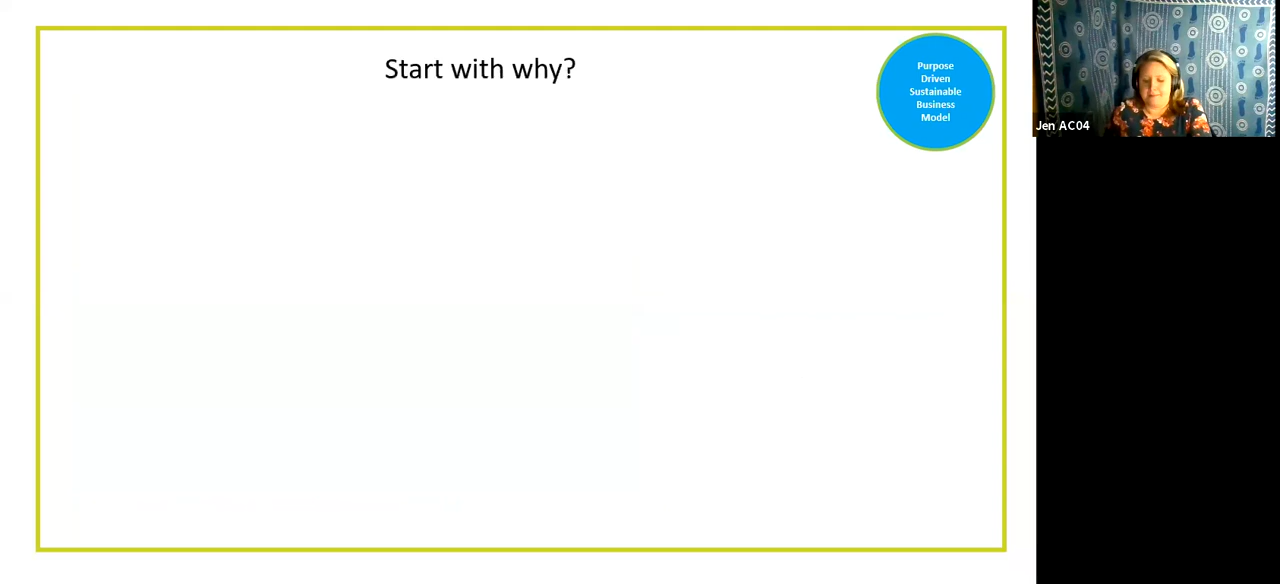 Start with why?
Purpose
Driven
Sustainable
Business
Model
Jen AC04